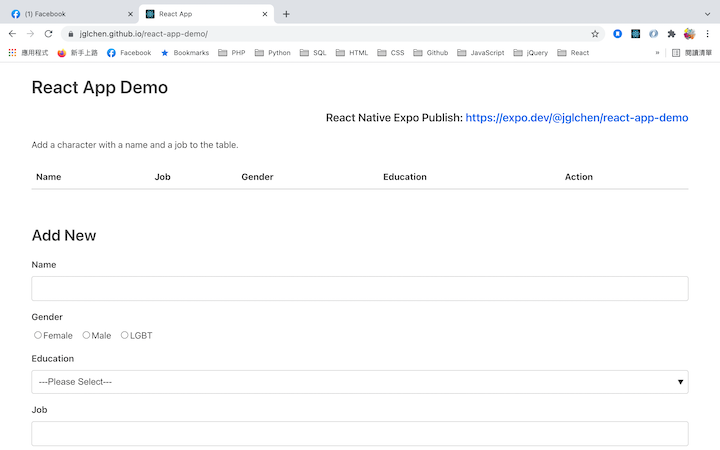 (1) Facebook
React App
jglchen.github.io/react-app-demo/
應用程式 新手上路 Facebook Bookmarks PHP Python SQL HTML CSS Github JavaScript jQuery React » 閱讀清單
React App Demo
React Native Expo Publish: https://expo.dev/@jglchen/react-app-demo
Add a character with a name and a job to the table.
Name Job Gender Education Action
Add New
Name
Gender
Female Male LGBT
Education
---Please Select---
Job